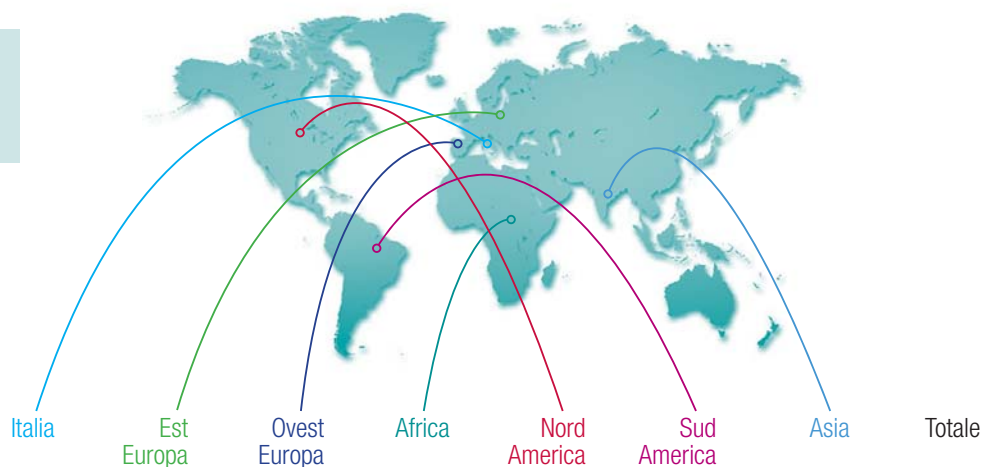 Italia
Est
Europa
Ovest
Europa
Africa
Nord
America
Sud
America
Asia
Totale